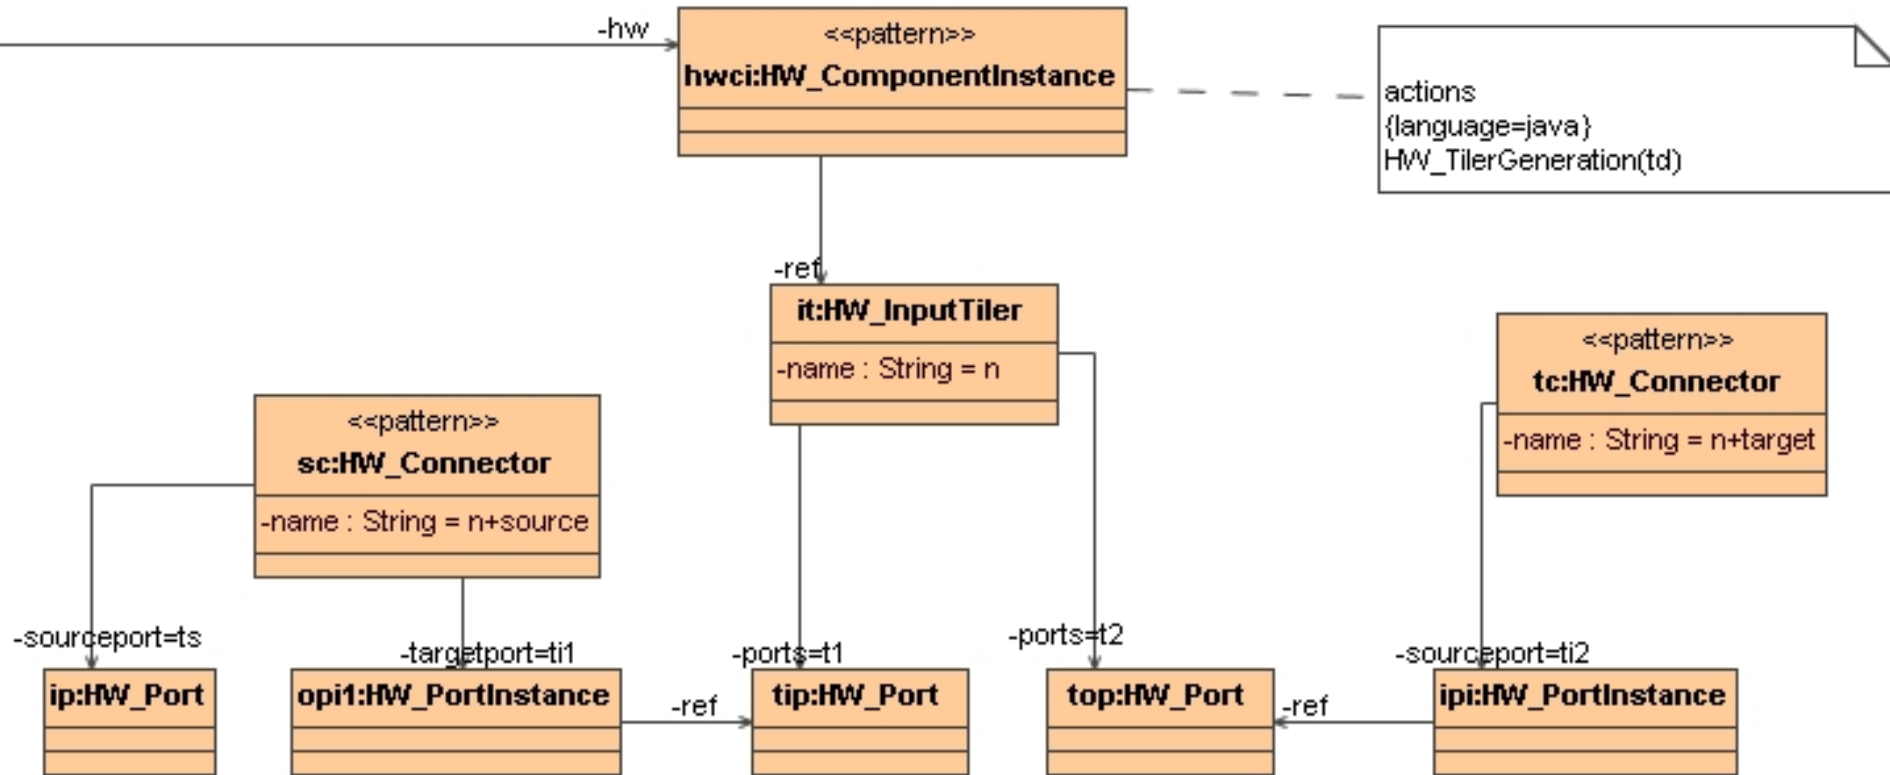 -hw
<<pattern>>
hwci:HW_ComponentInstance
actions
{language=java}
HW_TilerGeneration(td)
-ref
it:HW_InputTiler
-name : String = n
<<pattern>>
tc:HW_Connector
-name : String = n+target
<<pattern>>
sc:HW_Connector
-name : String = n+source
-sourceport=ts
-targetport=ti1
-ports=t1
-ports=t2
-sourceport=ti2
ip:HW_Port
opi1:HW_PortInstance
-ref
tip:HW_Port
top:HW_Port
-ref
ipi:HW_PortInstance